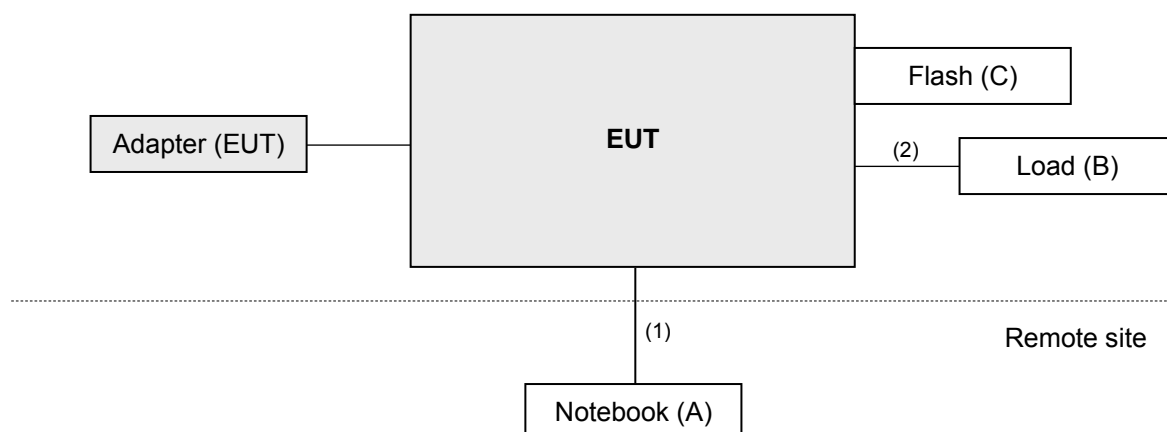 Flash (C)
Adapter (EUT)
EUT
(2)
Load (B)
(1)
Remote site
Notebook (A)